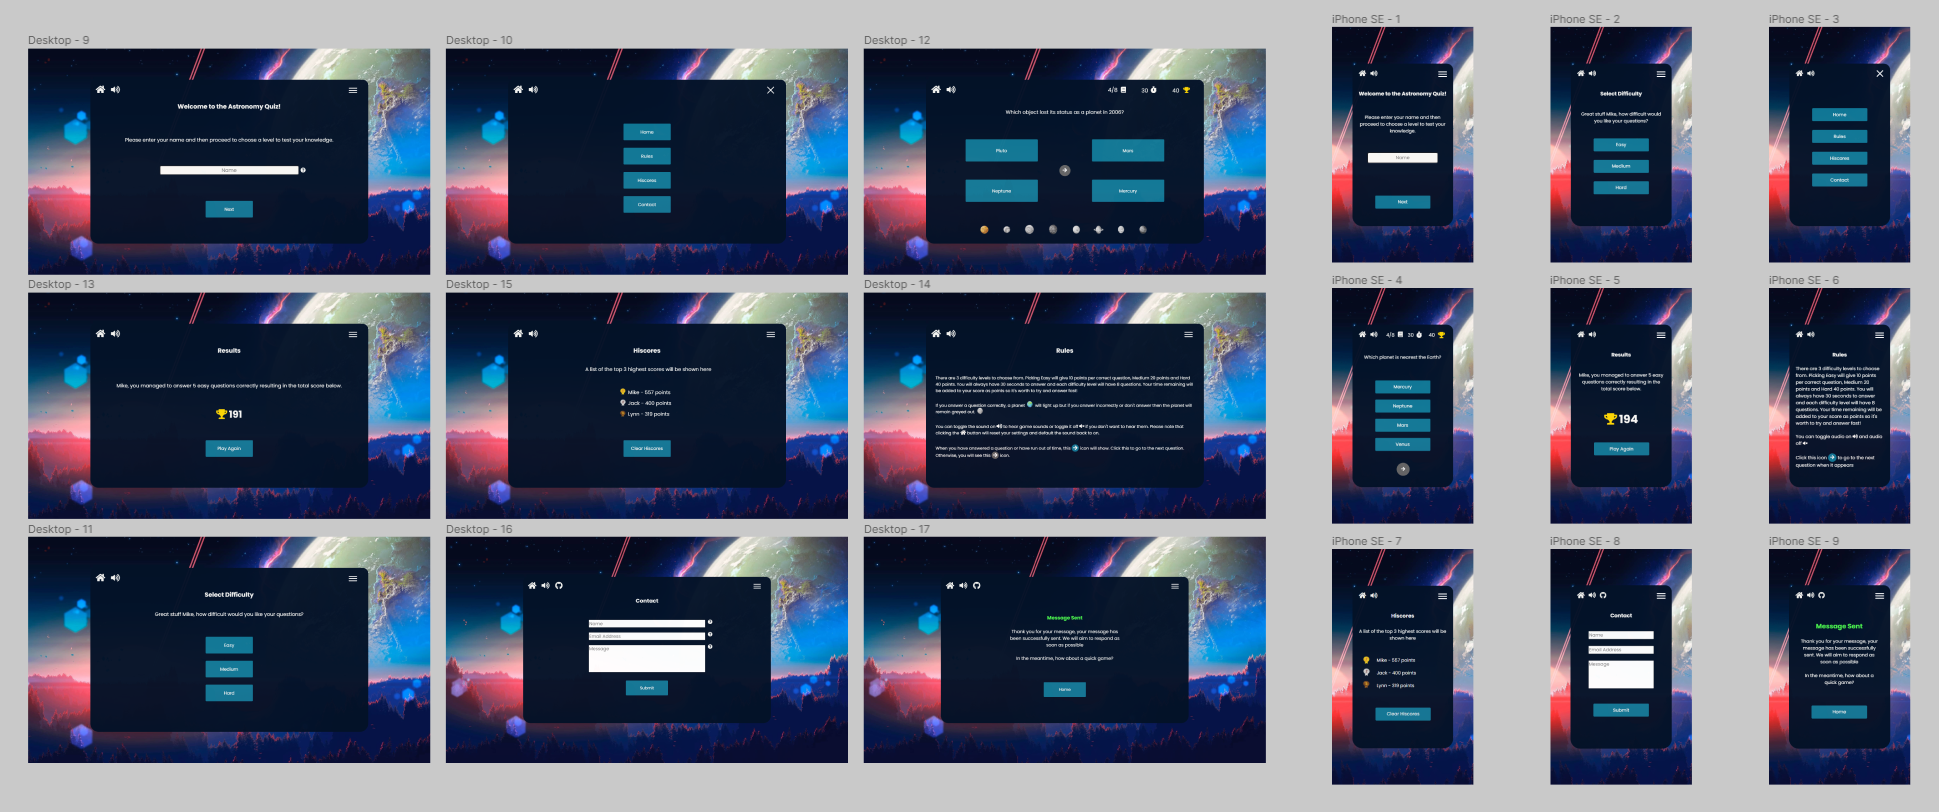 Desktop - 9
Welcome to the Astronomy Quiz!
Please enter your name and then proceed to choose a level to test your knowledge.
Name
Next
Desktop - 10
Home
Rules
Hiscores
Contact
Desktop - 12
4/8
30
40
Which object lost its status as a planet in 2006?
Pluto
Mars
Neptune
Mercury
Desktop - 13
Results
Mike, you managed to answer 5 easy questions correctly resulting in the total score below.
191
Play Again
Desktop - 15
Hiscores
A list of the top 3 highest scores will be shown here
Mike - 557 points
Jack - 400 points
Lynn - 319 points
Clear Hiscores
Desktop - 14
Rules
There are 3 difficulty levels to choose from. Picking Easy will give 10 points per correct question, Medium 20 points and Hard
40 points. You will always have 30 seconds to answer and each difficulty level will have 8 questions. Your time remaining will
be added to your score as points so it's worth to try and answer fast!
If you answer a question correctly, a planet will light up but if you answer incorrectly or don't answer then the planet will
remain greyed out.
You can toggle the sound on to hear game sounds or toggle it off if you don't want to hear them. Please note that
clicking the button will reset your settings and default the sound back to on.
When you have answered a question or have run out of time, this icon will show. Click this to go to the next question.
Otherwise, you will see this icon.
Desktop - 11
Select Difficulty
Great stuff Mike, how difficult would you like your questions?
Easy
Medium
Hard
Desktop - 16
Contact
Name
Email Address
Message
Submit
Desktop - 17
Message Sent
Thank you for your message, your message has
been successfully sent. We will aim to respond as
soon as possible
In the meantime, how about a quick game?
Home
iPhone SE - 1
Welcome to the Astronomy Quiz!
Please enter your name and then
proceed to choose a level to test your
knowledge.
Name
Next
iPhone SE - 2
Select Difficulty
Great stuff Mike, how difficult would
you like your questions?
Easy
Medium
Hard
iPhone SE - 3
Home
Rules
Hiscores
Contact
iPhone SE - 4
4/8
30
40
Which planet is nearest the Earth?
Mercury
Neptune
Mars
Venus
iPhone SE - 5
Results
Mike, you managed to answer 5 easy
questions correctly resulting in the
total score below.
194
Play Again
iPhone SE - 6
Rules
There are 3 difficulty levels to choose
from. Picking Easy will give 10 points
per correct question, Medium 20
points and Hard 40 points. You will
always have 30 seconds to answer
and each difficulty level will have 8
questions. Your time remaining will be
added to your score as points so it's
worth to try and answer fast!
You can toggle audio on and audio
off
Click this icon to go to the next
question when it appears
iPhone SE - 7
Hiscores
A list of the top 3 highest scores will be
shown here
Mike - 557 points
Jack - 400 points
Lynn - 319 points
Clear Hiscores
iPhone SE - 8
Contact
Name
Email Address
Message
Submit
iPhone SE - 9
Message Sent
Thank you for your message, your
message has been successfully
sent. We will aim to respond as
soon as possible
In the meantime, how about a
quick game?
Home